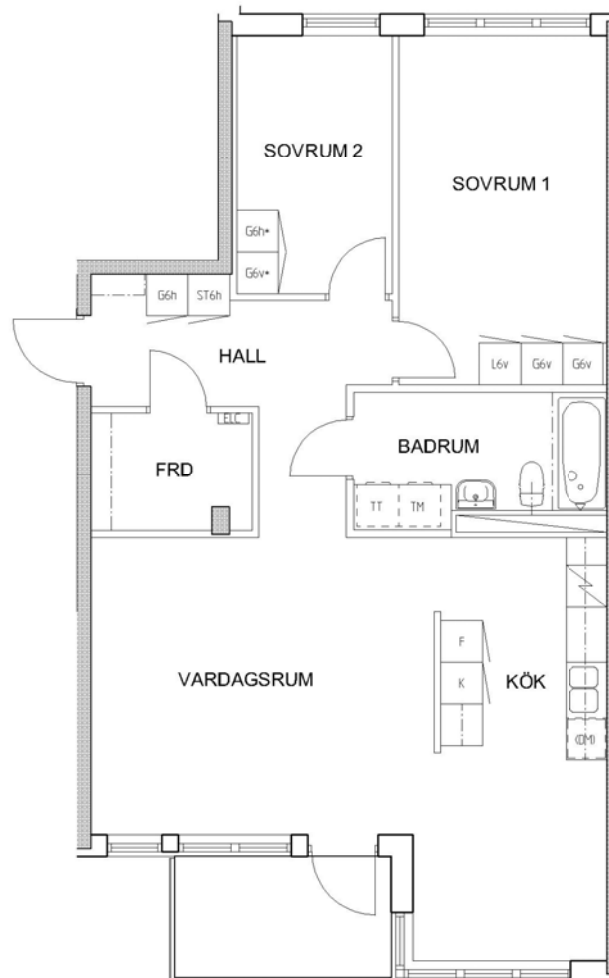 SOVRUM 2
SOVRUM 1
G6h*
G6v*
G6h
ST6h
HALL
L6v
G6v
G6v
ELC
BADRUM
FRD
TT
TM
F
K
VARDAGSRUM
KÖK
(DM)